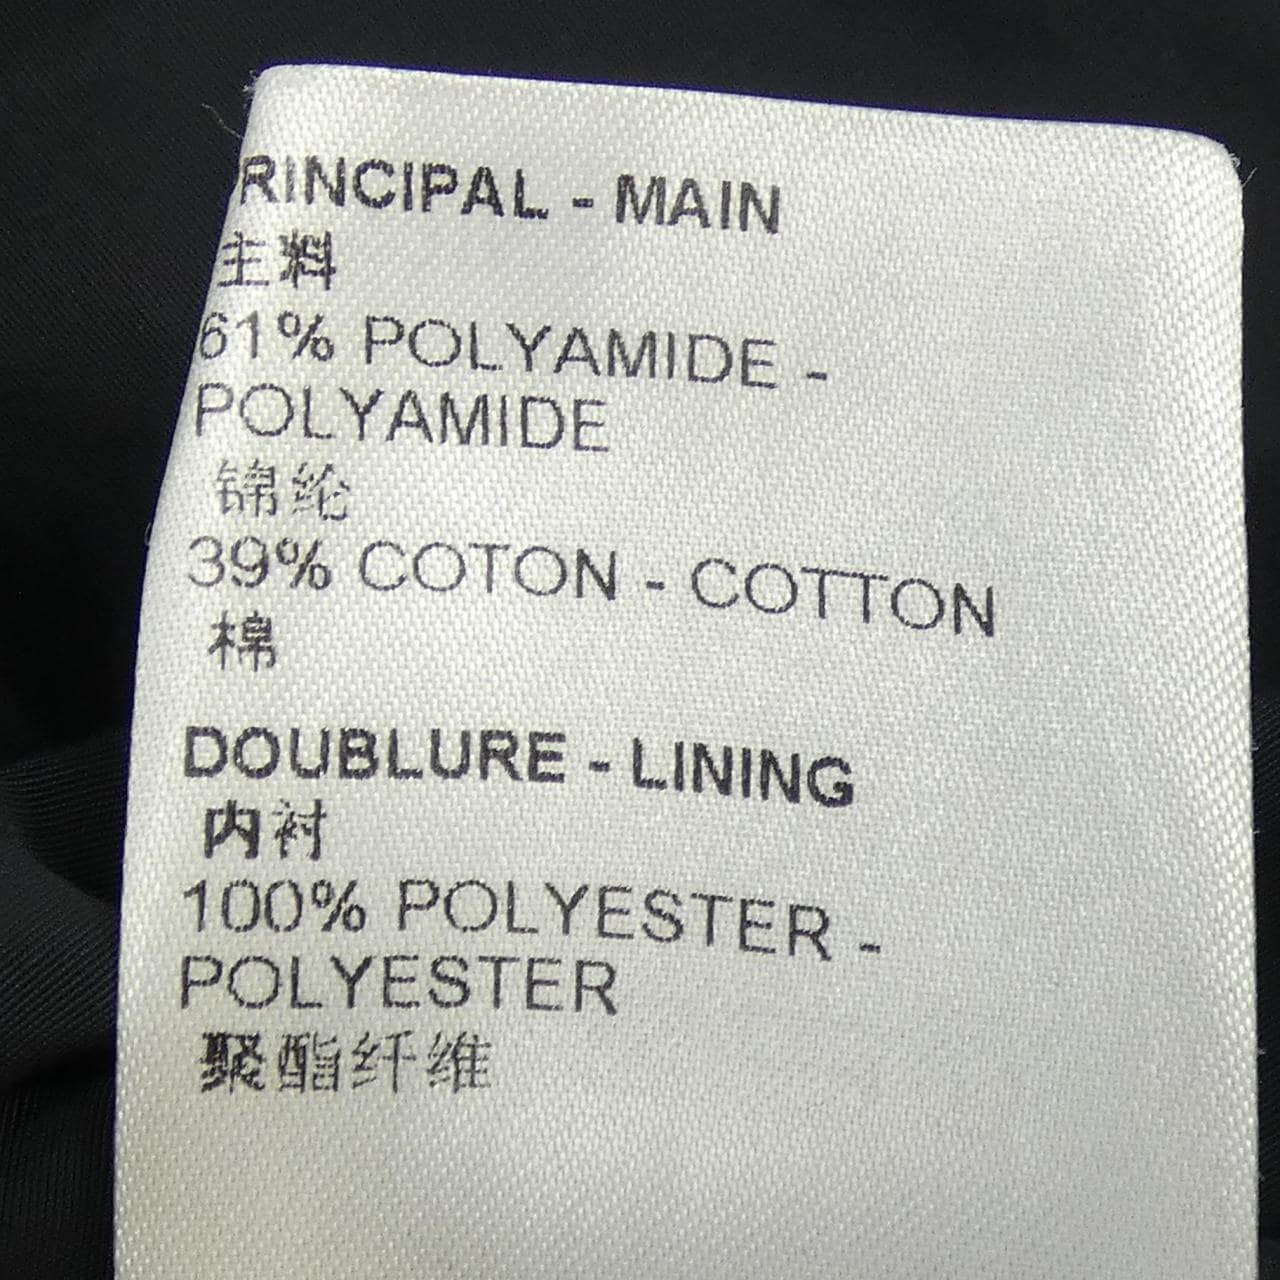 RINCIPAL - MAIN
主料
61% POLYAMIDE -
POLYAMIDE
锦纶
39% COTON - COTTON
棉
DOUBLURE - LINING
内衬
100% POLYESTER -
POLYESTER
聚酯纤维